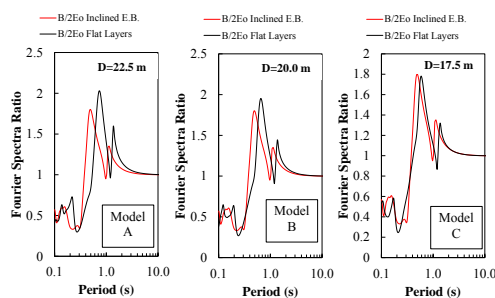 B/2Eo Inclined E.B.
B/2Eo Flat Layers
D=22.5 m
Fourier Spectra Ratio
2.5
2
1.5
1
0.5
0
0.1
1.0
10.0
Period (s)
Model
A
B/2Eo Inclined E.B.
B/2Eo Flat Layers
D=20.0 m
Fourier Spectra Ratio
2.5
2
1.5
1
0.5
0
0.1
1.0
10.0
Period (s)
Model
B
B/2Eo Inclined E.B.
B/2Eo Flat Layers
D=17.5 m
Fourier Spectra Ratio
2
1.8
1.6
1.4
1.2
1
0.8
0.6
0.4
0.2
0
0.1
1.0
10.0
Period (s)
Model
C